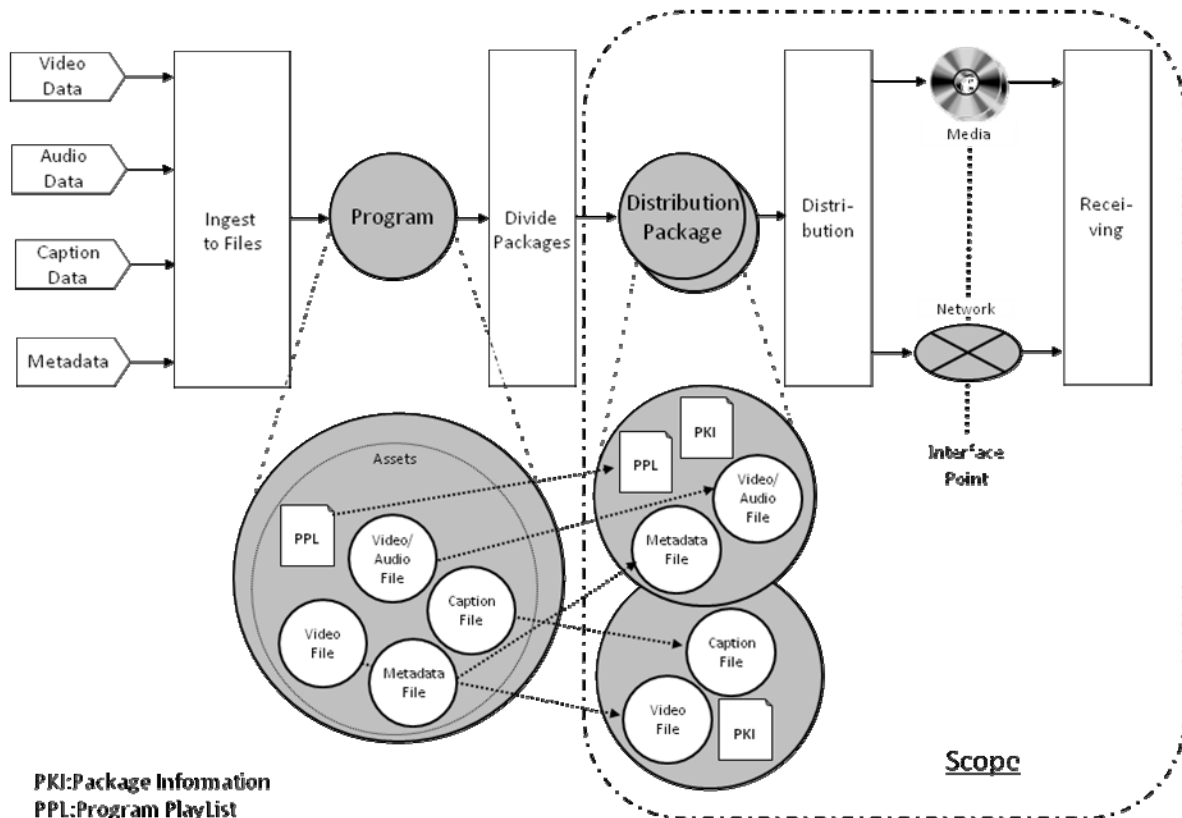 Video
Data
Audio
Data
Caption
Data
Metadata
Ingest
to Files
Program
Divide
Packages
Distribution
Package
Distri-
bution
Media
Network
Interface
Point
Recei-
ving
Assets
PPL
Video/
Audio
File
Caption
File
Video
File
Metadata
File
PKI
PPL
Video/
Audio
File
Metadata
File
Caption
File
Video
File
PKI
Scope
PKI:Package Information
PPL:Program PlayList